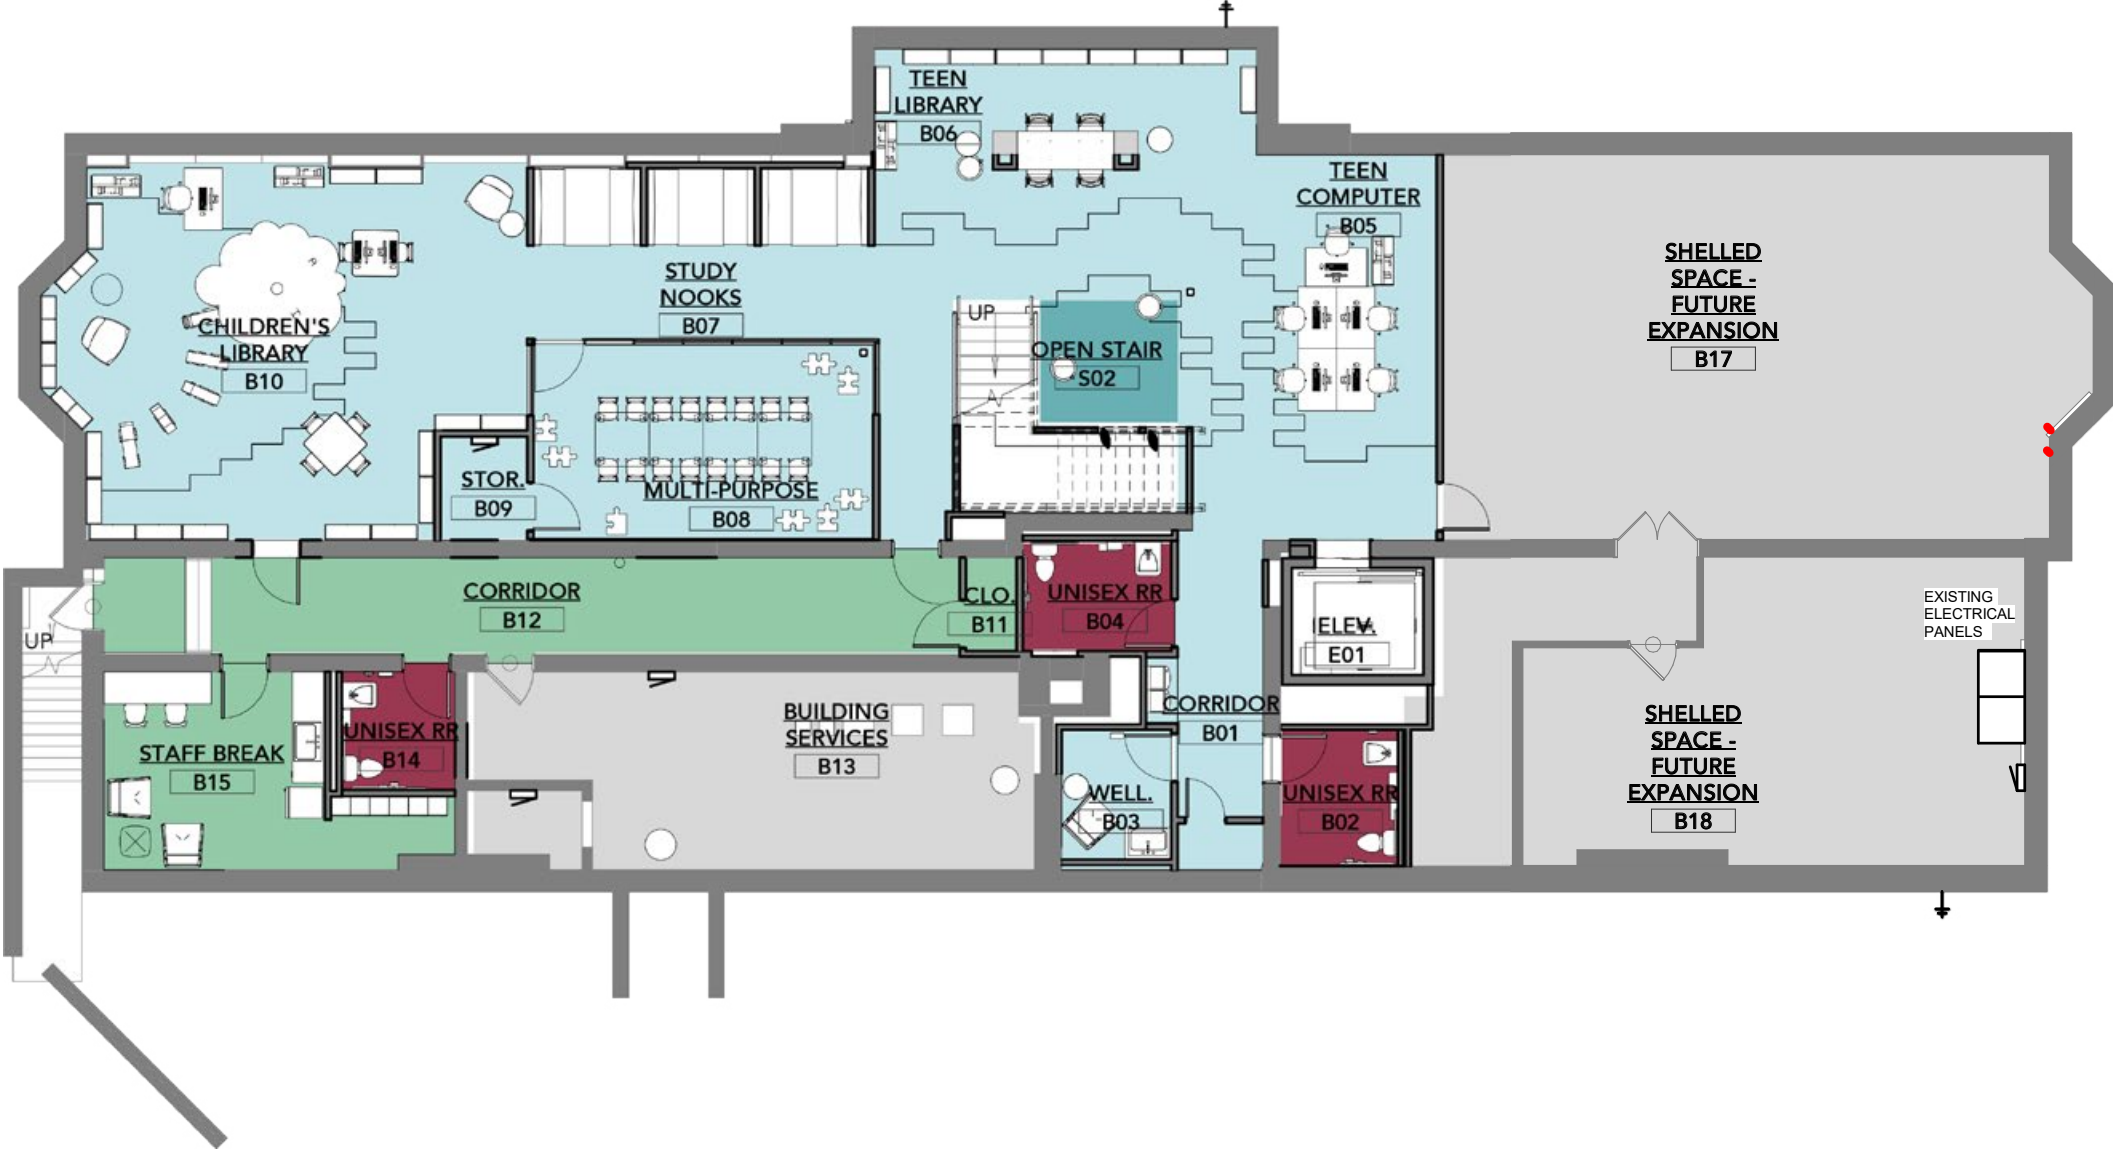 TEEN
LIBRARY
B06
TEEN
COMPUTER
B05
SHELLED
SPACE -
FUTURE
EXPANSION
B17
STUDY
NOOKS
B07
UP
CHILDREN'S
LIBRARY
B10
OPEN STAIR
S02
STOR.
B09
MULTI-PURPOSE
B08
CORRIDOR
B12
CLO.
B11
UNISEX RR
B04
ELEV.
E01
EXISTING
ELECTRICAL
PANELS
UP
STAFF BREAK
B15
UNISEX RR
B14
BUILDING
SERVICES
B13
CORRIDOR
B01
WELL.
B03
UNISEX RR
B02
SHELLED
SPACE -
FUTURE
EXPANSION
B18